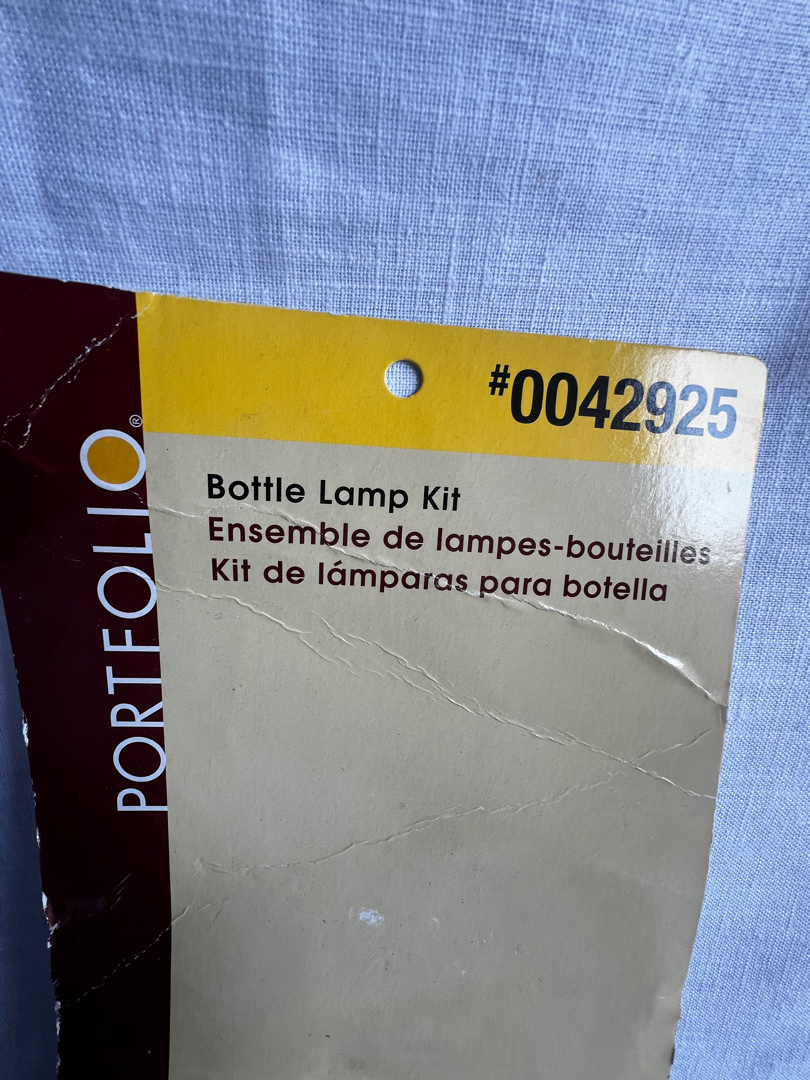 #0042925
Bottle Lamp Kit
Ensemble de lampes-bouteilles
Kit de lámparas para botella
PORTFOLIO®